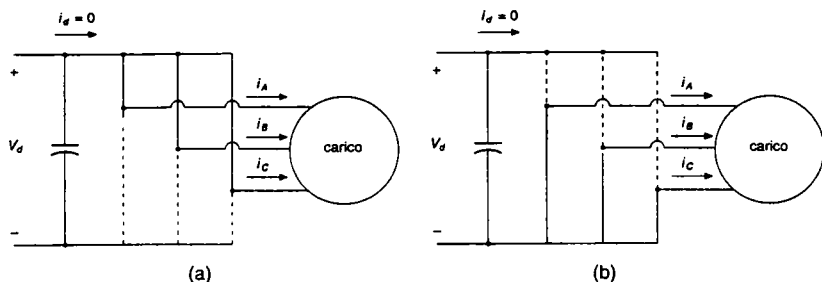 i_d = 0
+
V_d
−
i_A
i_B
i_C
carico
(a)
i_d = 0
+
V_d
−
i_A
i_B
i_C
carico
(b)